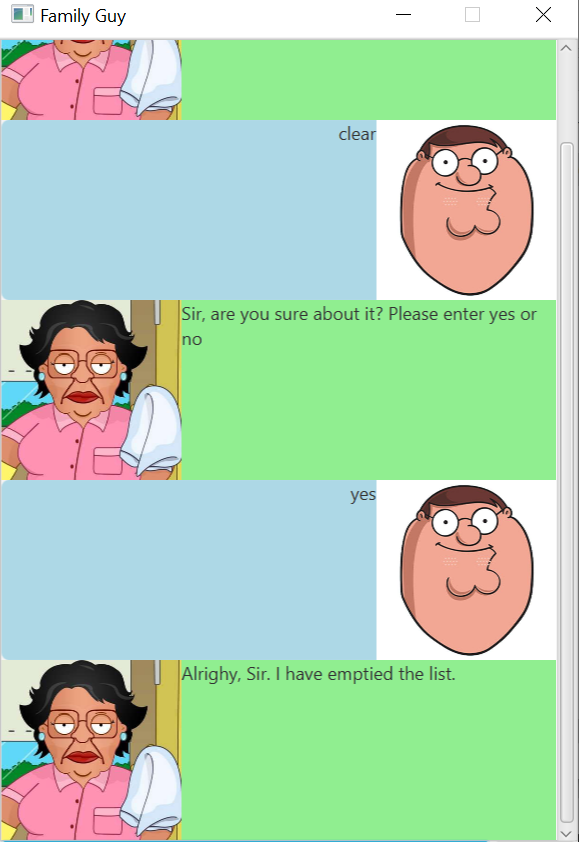 Family Guy
clear
Sir, are you sure about it? Please enter yes or
no
yes
Alrighy, Sir. I have emptied the list.